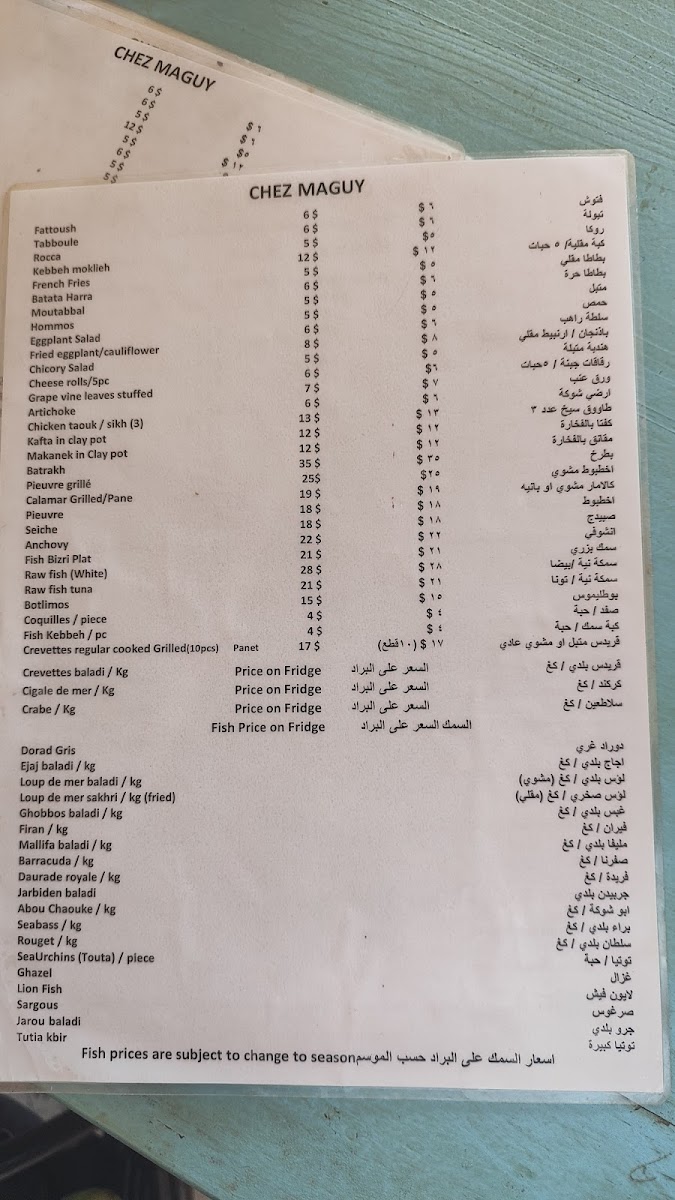 CHEZ MAGUY
6 $ $ ٦
6 $ $ ٦
5 $ $٥
12 $ $ ١٢
5 $
6 $
5 $
5 $
CHEZ MAGUY
Fattoush 6 $ $ ٦ فتوش
Tabboule 6 $ $ ٦ تبولة
Rocca 5 $ $٥ روكا
Kebbeh moklieh 12 $ $ ١٢ كبة مقلية/ ٥ حبات
French Fries 5 $ $ ٥ بطاطا مقلي
Batata Harra 6 $ $ ٦ بطاطا حرة
Moutabbal 5 $ $ ٥ متبل
Hommos 5 $ $ ٥ حمص
Eggplant Salad 6 $ $ ٦ سلطة راهب
Fried eggplant/cauliflower 8 $ $ ٨ باذنجان / ارنبيط مقلي
Chicory Salad 5 $ $ ٥ هندبة متبلة
Cheese rolls/5pc 6 $ $٦ رقاقات جبنة / ٥حبات
Grape vine leaves stuffed 7 $ $ ٧ ورق عنب
Artichoke 6 $ $ ٦ ارضي شوكة
Chicken taouk / sikh (3) 13 $ $ ١٣ طاووق سيخ عدد ٣
Kafta in clay pot 12 $ $ ١٢ كفتا بالفخارة
Makanek in Clay pot 12 $ $ ١٢ مقانق بالفخارة
Batrakh 35 $ $ ٣٥ بطرخ
Pieuvre grillé 25$ $٢٥ اخطبوط مشوي
Calamar Grilled/Pane 19 $ $ ١٩ كالامار مشوي او بانيه
Pieuvre 18 $ $ ١٨ اخطبوط
Seiche 18 $ $ ١٨ صبيدج
Anchovy 22 $ $ ٢٢ انشوفي
Fish Bizri Plat 21 $ $ ٢١ سمك بزري
Raw fish (White) 28 $ $ ٢٨ سمكة نية /بيضا
Raw fish tuna 21 $ $ ٢١ سمكة نية / تونا
Botlimos 15 $ $ ١٥ بوطليموس
Coquilles / piece 4 $ $ ٤ صفد / حبة
Fish Kebbeh / pc 4 $ $ ٤ كبة سمك / حبة
Crevettes regular cooked Grilled(10pcs) Panet 17 $ $ ١٧ (١٠قطع) قريدس متبل او مشوي عادي
Crevettes baladi / Kg Price on Fridge السعر على البراد قريدس بلدي / كغ
Cigale de mer / Kg Price on Fridge السعر على البراد كركند / كغ
Crabe / Kg Price on Fridge السعر على البراد سلاطعين / كغ
Fish Price on Fridge السمك السعر على البراد
Dorad Gris دوراد غري
Ejaj baladi / kg اجاج بلدي / كغ
Loup de mer baladi / kg لؤس بلدي / كغ (مشوي)
Loup de mer sakhri / kg (fried) لؤس صخري / كغ (مقلي)
Ghobbos baladi / kg غبس بلدي / كغ
Firan / kg فيران / كغ
Mallifa baladi / kg مليفا بلدي / كغ
Barracuda / kg صفرنا / كغ
Daurade royale / kg فريدة / كغ
Jarbiden baladi جربيدن بلدي
Abou Chaouke / kg ابو شوكة / كغ
Seabass / kg براء بلدي / كغ
Rouget / kg سلطان بلدي / كغ
SeaUrchins (Touta) / piece توتيا / حبة
Ghazel غزال
Lion Fish لايون فيش
Sargous صرغوس
Jarou baladi جرو بلدي
Tutia kbir توتيا كبيرة
Fish prices are subject to change to season اسعار السمك على البراد حسب الموسم